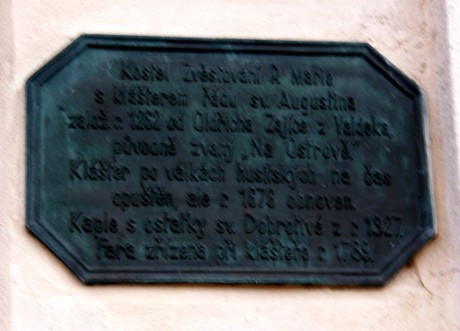 Kostel Zvěstování P. Marie
s klášterem řádu sv. Augustina
založ. r. 1262 od Oldřicha Zajíce z Valdeka,
původně zvaný „Na Ostrově."
Klášter po válkách husitských na čas
opuštěn, ale r. 1676 obnoven.
Kaple s ostatky sv. Dobrotivé z r. 1327.
Fara zřízena při klášteře r. 1789.